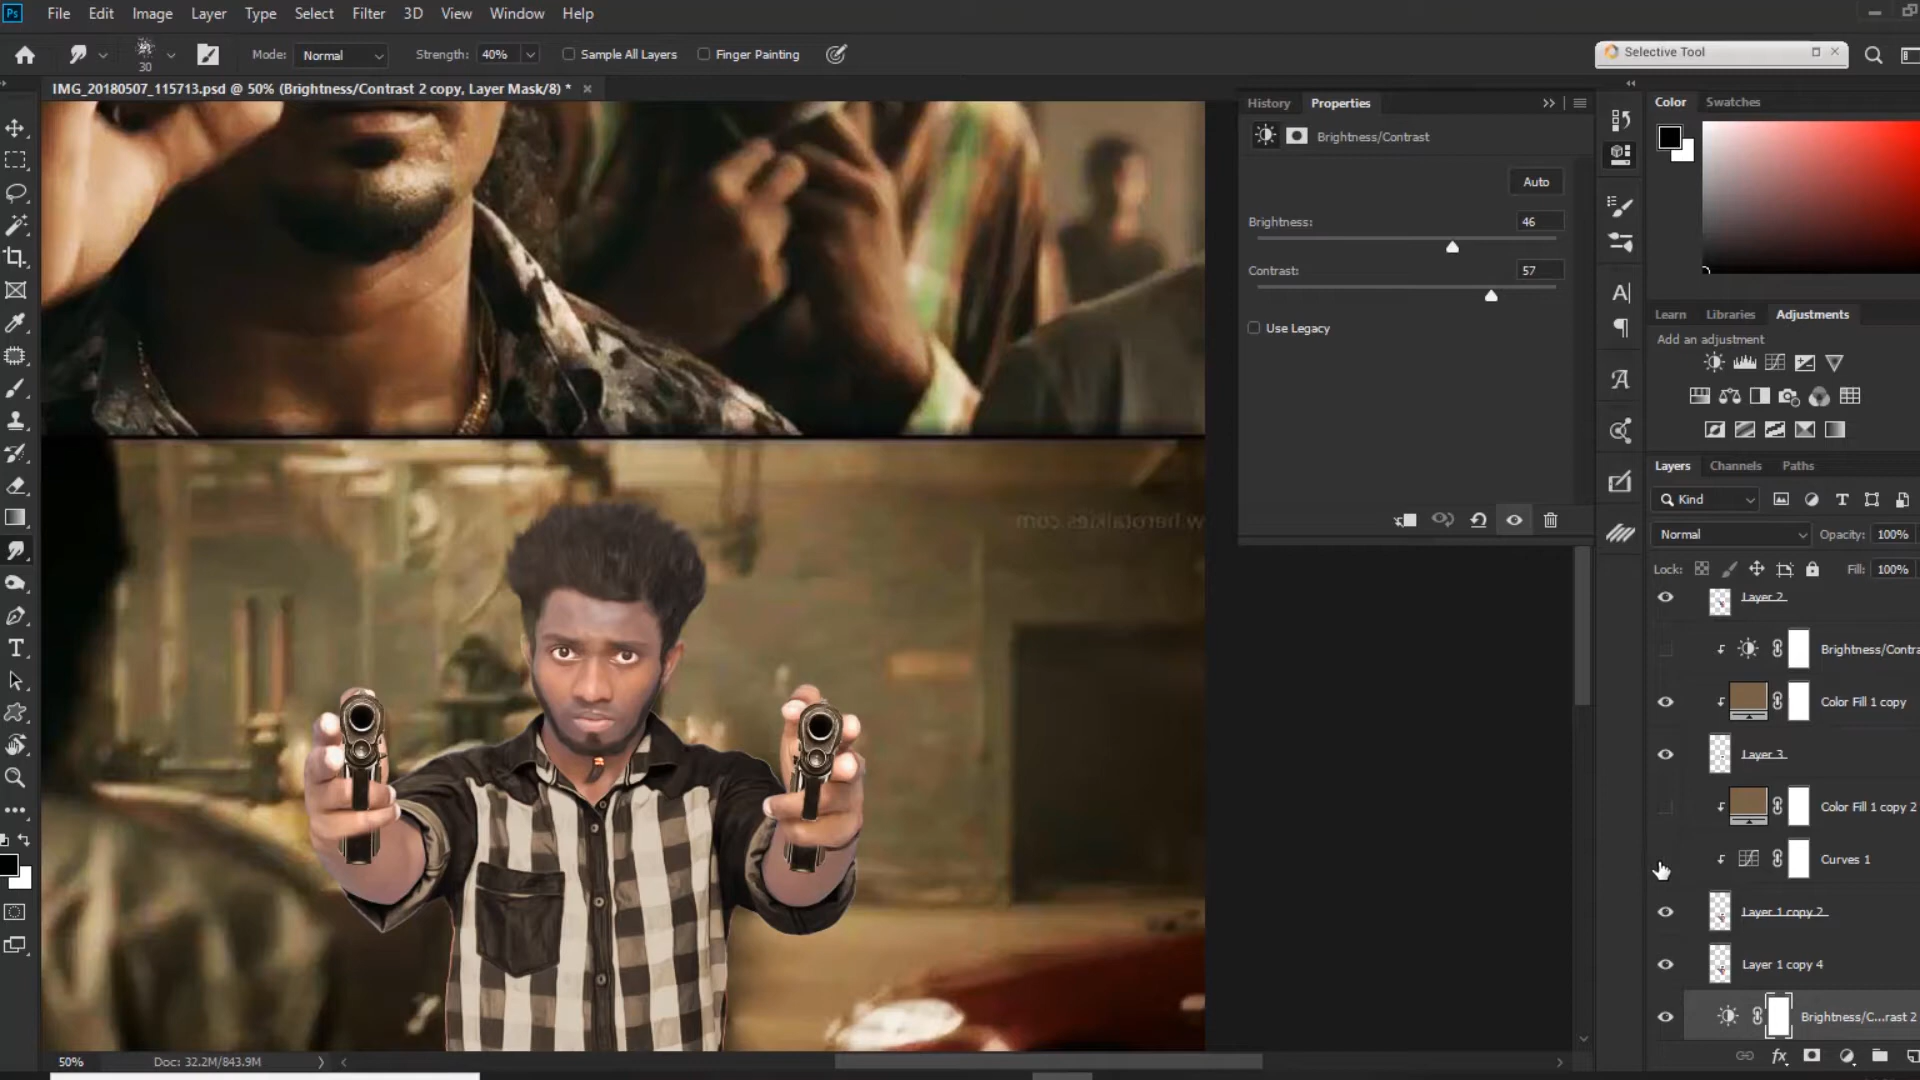 Ps File Edit Image Layer Type Select Filter 3D View Window Help
30 Mode: Normal Strength: 40% Sample All Layers Finger Painting
Selective Tool
IMG_20180507_115713.psd @ 50% (Brightness/Contrast 2 copy, Layer Mask/8) * ×
History Properties
Brightness/Contrast
Auto
Brightness: 46
Contrast: 57
Use Legacy
Color Swatches
Learn Libraries Adjustments
Add an adjustment
Layers Channels Paths
Kind
Normal Opacity: 100%
Lock: Fill: 100%
Layer 2
Brightness/Contra
Color Fill 1 copy
Layer 3
Color Fill 1 copy 2
Curves 1
Layer 1 copy 2
Layer 1 copy 4
Brightness/C...rast 2
50% Doc: 32.2M/843.9M